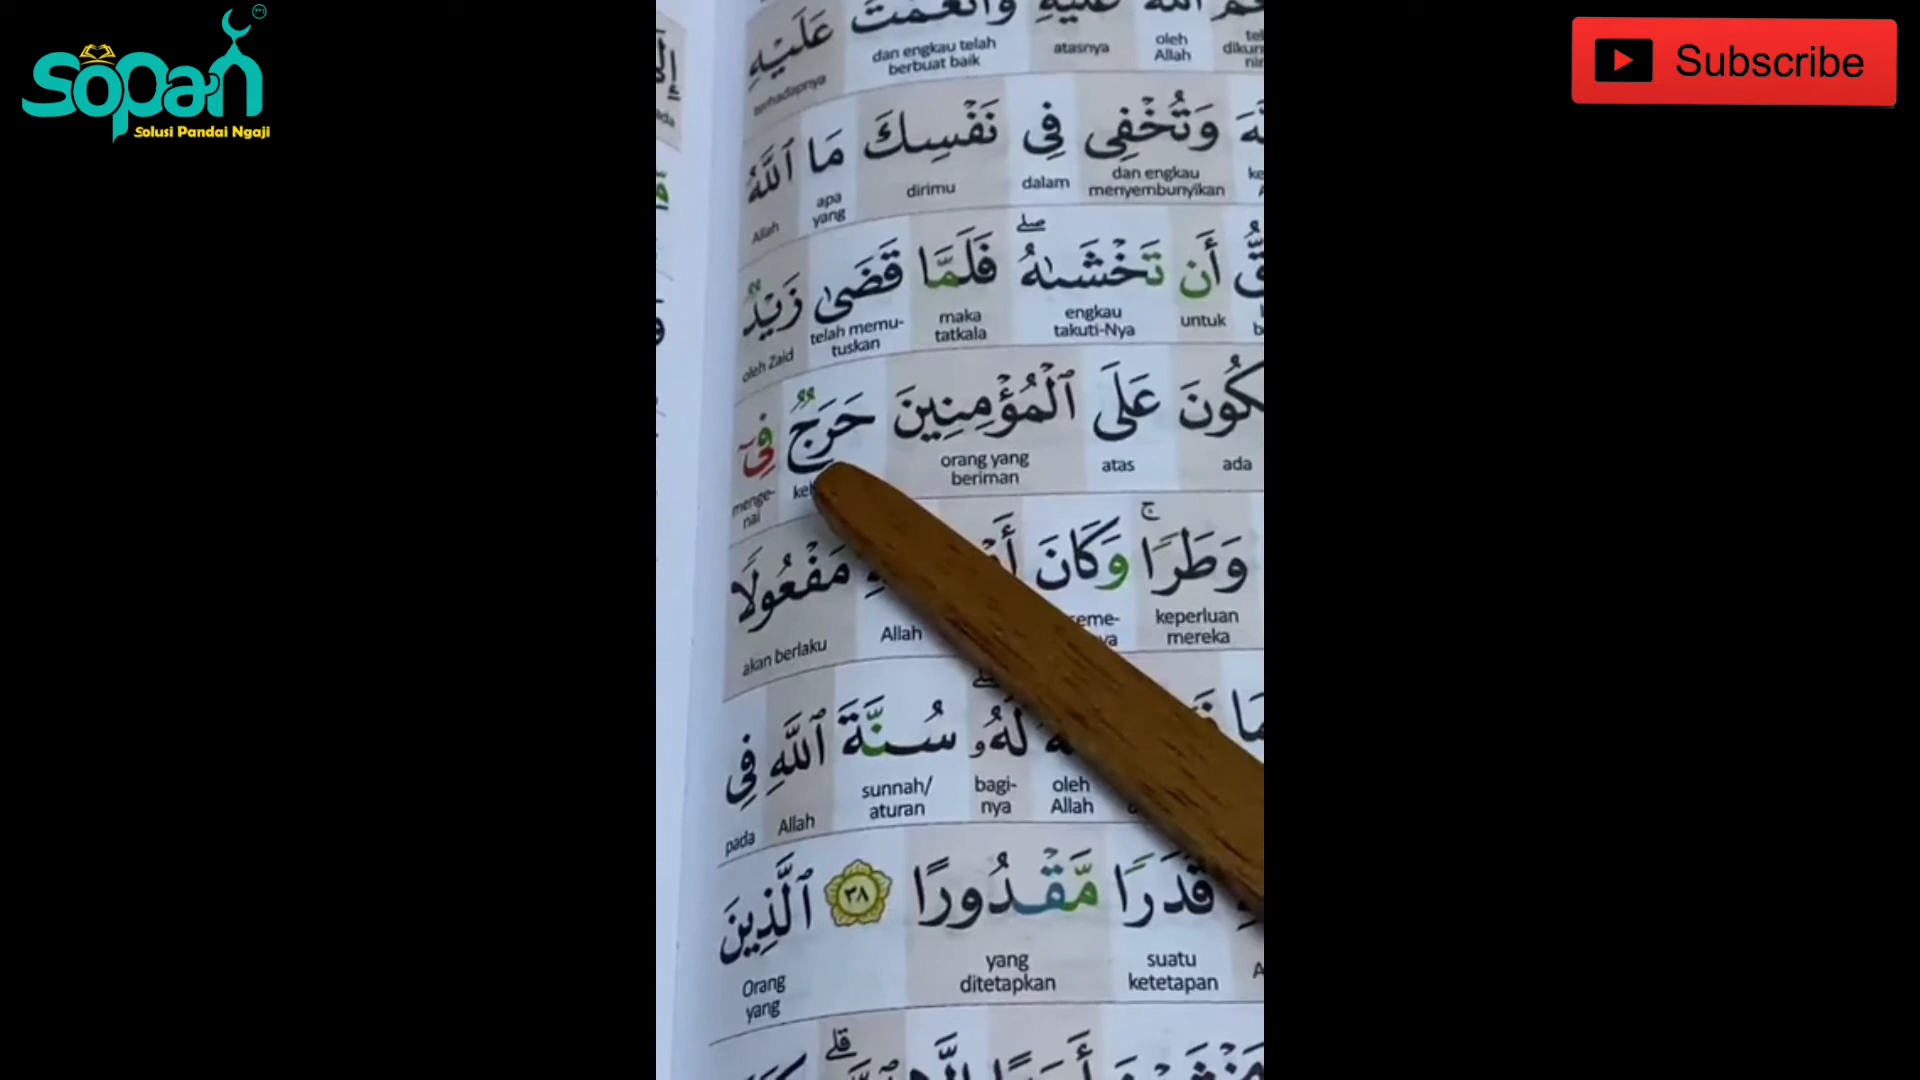 Sopan
Solusi Pandai Ngaji
Subscribe
وَأَنْعَمْتَ عَلَيْهِ
dan engkau telah berbuat baik
terhadapnya
atasnya
oleh Allah
وَتُخْفِى فِى نَفْسِكَ مَا ٱللَّهُ
dan engkau menyembunyikan
dalam
dirimu
apa yang
Allah
أَن تَخْشَىٰهُ ۖ فَلَمَّا قَضَىٰ زَيْدٌ
untuk
engkau takuti-Nya
maka tatkala
telah memu-
tuskan
oleh Zaid
عَلَى ٱلْمُؤْمِنِينَ حَرَجٌ فِىٓ
ada
atas
orang yang beriman
menge-
nai
وَطَرًا ۚ وَكَانَ
مَفْعُولًا
keperluan mereka
Allah
akan berlaku
لَهُۥ ۖ سُنَّةَ ٱللَّهِ فِى
oleh Allah
bagi-
nya
sunnah/
aturan
Allah
pada
قَدَرًا مَّقْدُورًا ٣٨ ٱلَّذِينَ
suatu ketetapan
yang ditetapkan
Orang yang